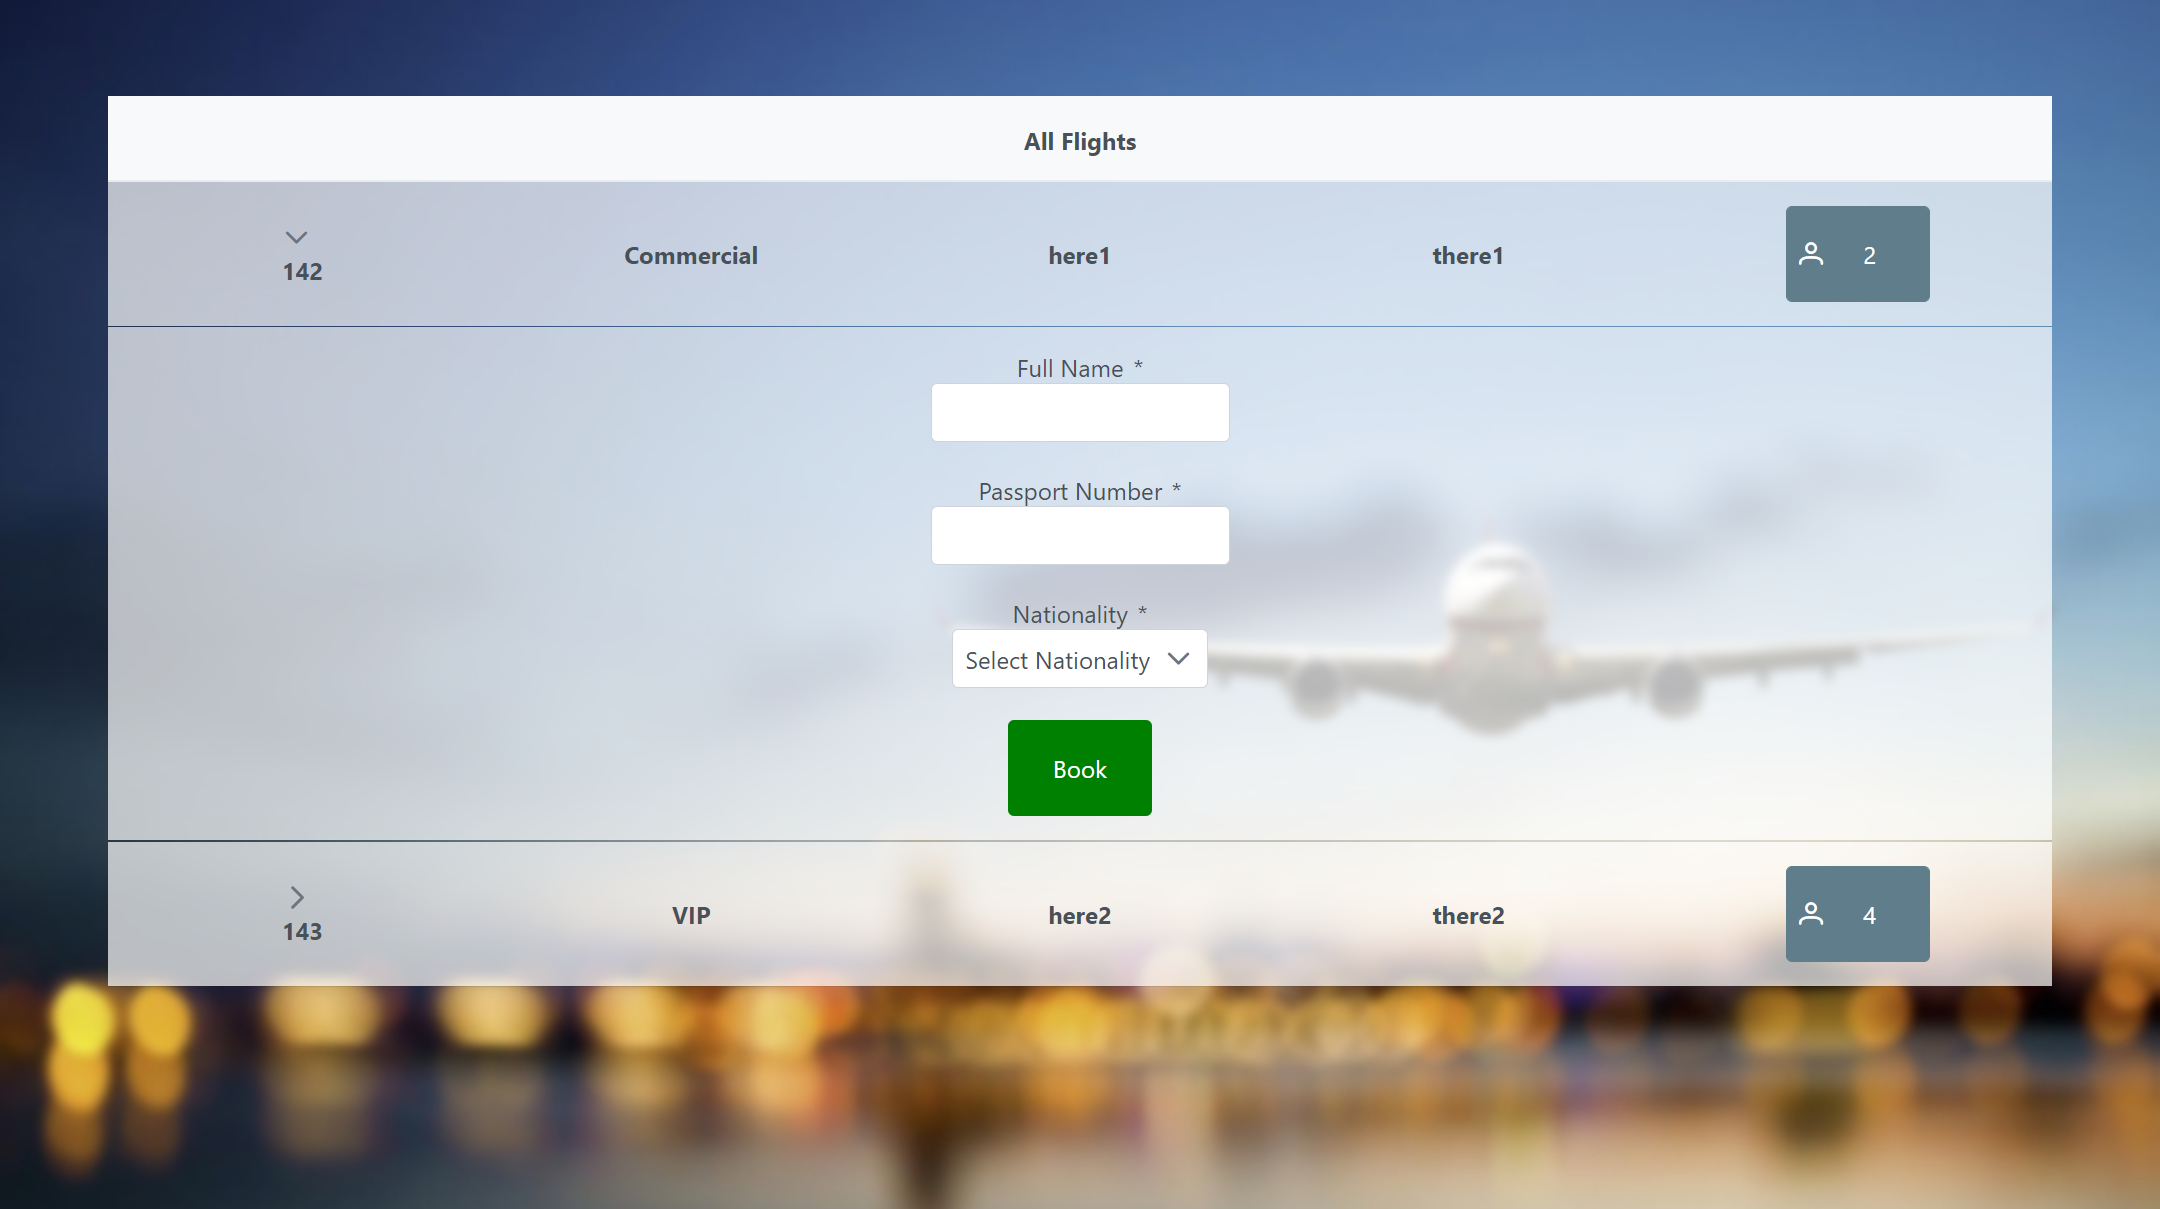 All Flights
142 Commercial here1 there1 2
Full Name *
Passport Number *
Nationality *
Select Nationality
Book
143 VIP here2 there2 4